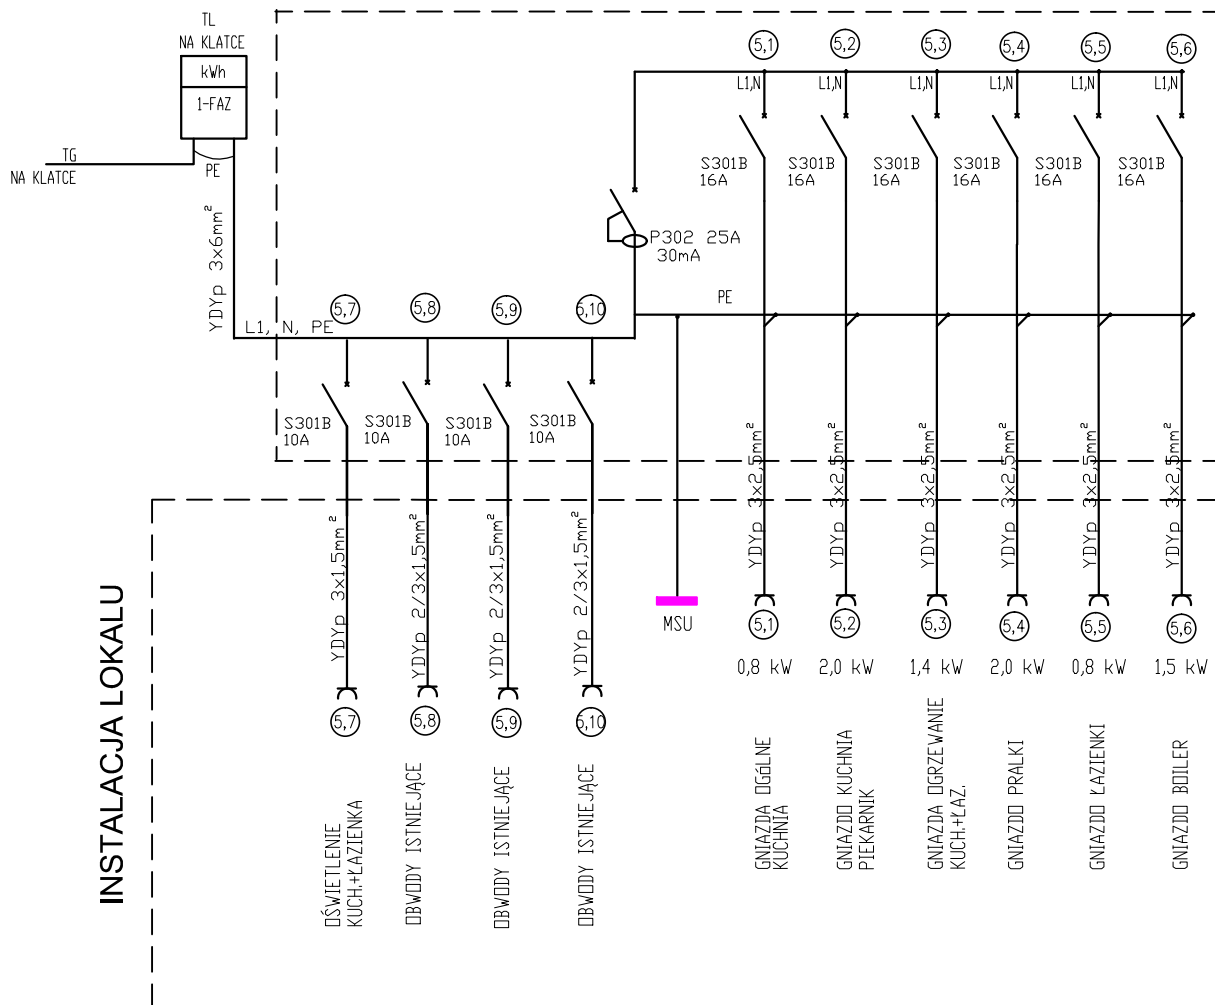 TL
NA KLATCE
kWh
1-FAZ
TG
NA KLATCE
PE
YDYp 3x6mm²
L1, N, PE
5,1
5,2
5,3
5,4
5,5
5,6
L1,N
L1,N
L1,N
L1,N
L1,N
L1,N
S301B
16A
S301B
16A
S301B
16A
S301B
16A
S301B
16A
S301B
16A
P302 25A
30mA
PE
5,7
5,8
5,9
5,10
S301B
10A
S301B
10A
S301B
10A
S301B
10A
YDYp 3x1,5mm²
YDYp 2/3x1,5mm²
YDYp 2/3x1,5mm²
YDYp 2/3x1,5mm²
YDYp 3x2,5mm²
YDYp 3x2,5mm²
YDYp 3x2,5mm²
YDYp 3x2,5mm²
YDYp 3x2,5mm²
YDYp 3x2,5mm²
MSU
5,1
5,2
5,3
5,4
5,5
5,6
0,8 kW
2,0 kW
1,4 kW
2,0 kW
0,8 kW
1,5 kW
5,7
5,8
5,9
5,10
INSTALACJA LOKALU
OŚWIETLENIE
KUCH.+ŁAZIENKA
OBWODY ISTNIEJĄCE
OBWODY ISTNIEJĄCE
OBWODY ISTNIEJĄCE
GNIAZDA OGÓLNE
KUCHNIA
GNIAZDO KUCHNIA
PIEKARNIK
GNIAZDA OGRZEWANIE
KUCH.+ŁAZ.
GNIAZDO PRALKI
GNIAZDO ŁAZIENKI
GNIAZDO BOILER